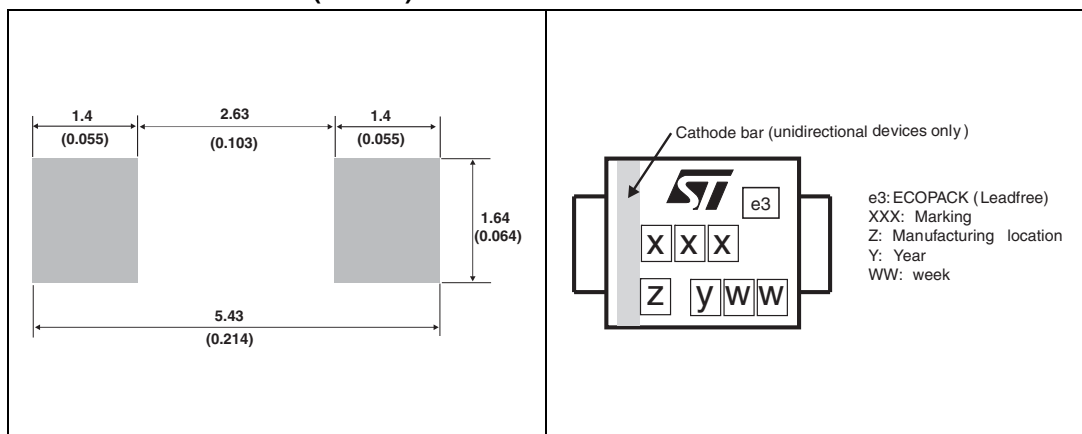 1.4
(0.055)
2.63
(0.103)
1.4
(0.055)
1.64
(0.064)
5.43
(0.214)
Cathode bar (unidirectional devices only)
ST
e3
x x x
z y w w
e3: ECOPACK (Leadfree)
XXX: Marking
Z: Manufacturing location
Y: Year
WW: week